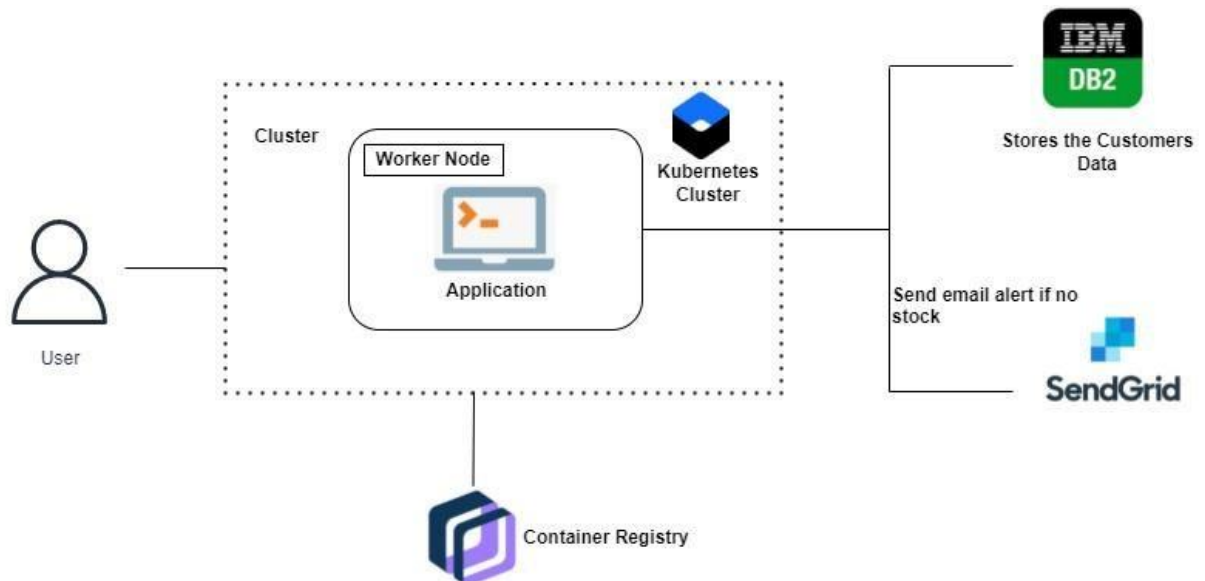 IBM
DB2
Stores the Customers
Data
Cluster
Worker Node
Kubernetes
Cluster
Application
User
Send email alert if no
stock
SendGrid
Container Registry